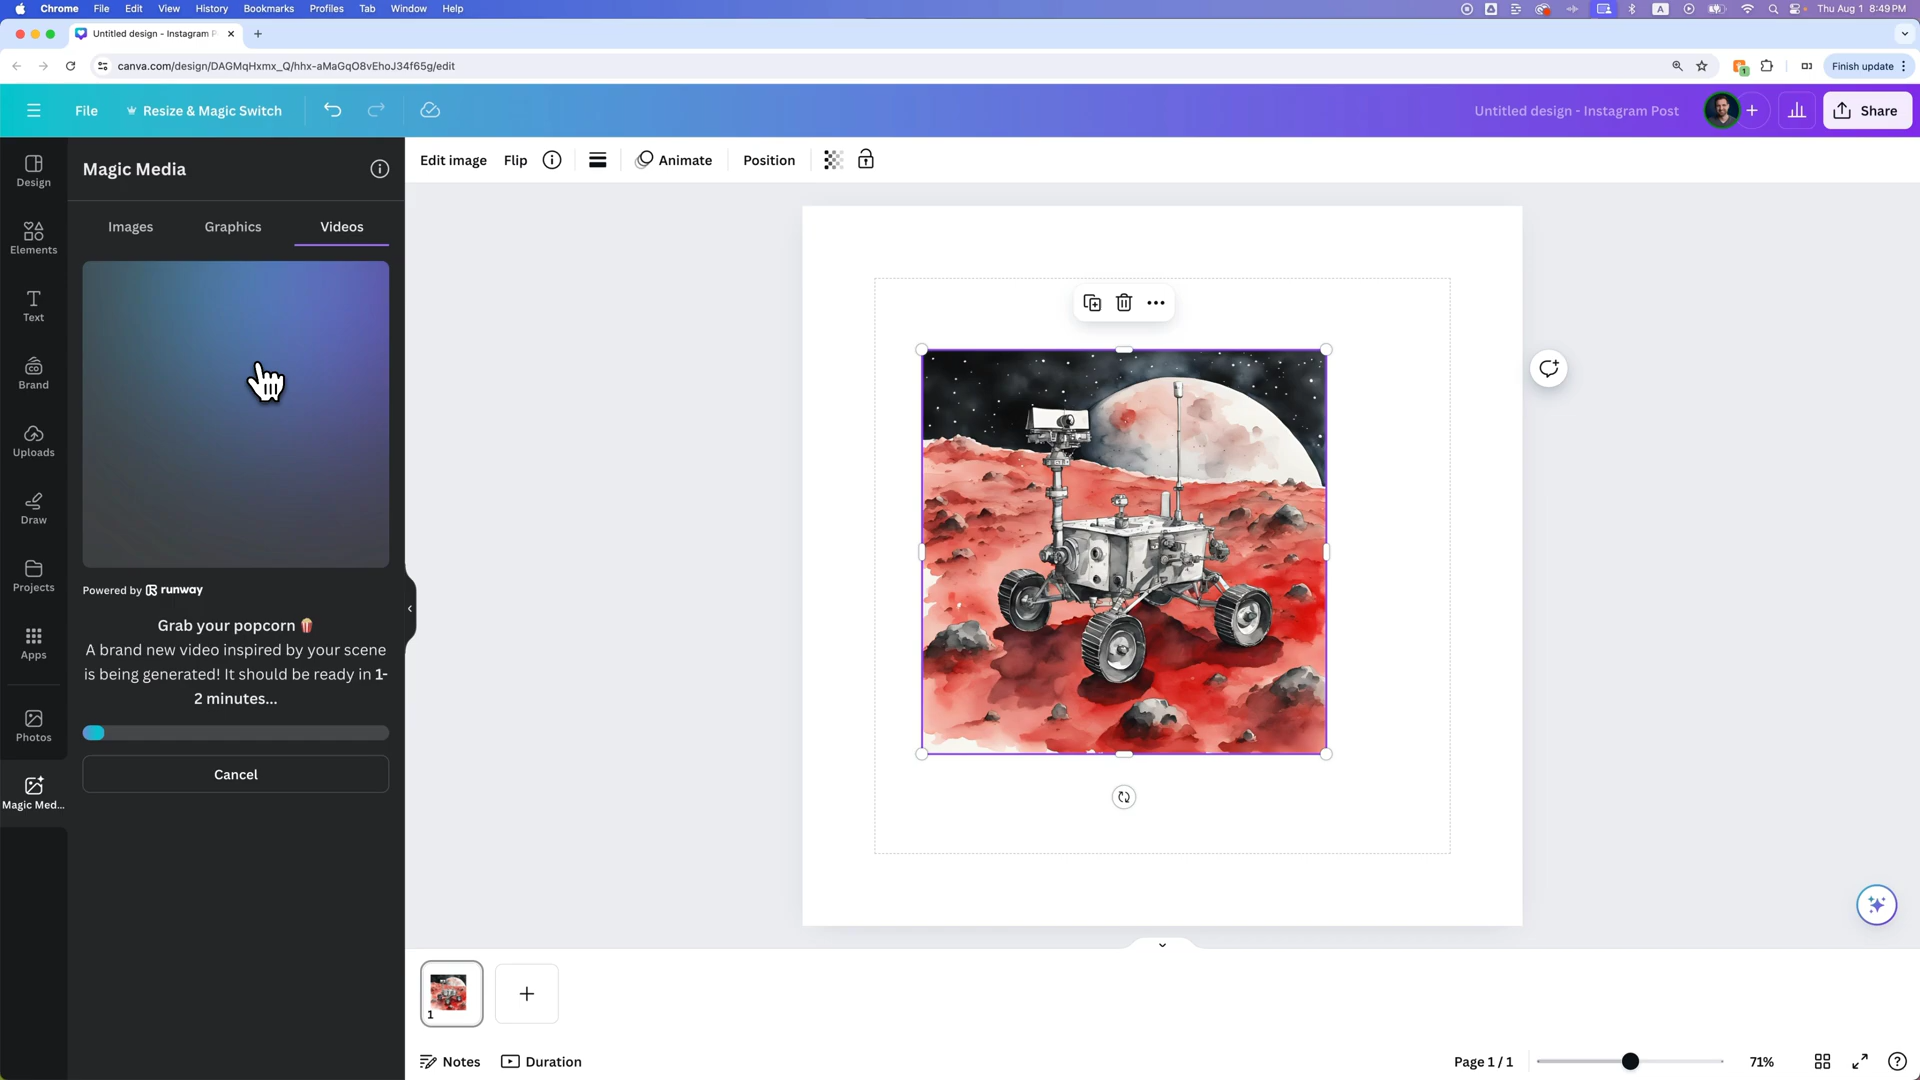 Chrome File Edit View History Bookmarks Profiles Tab Window Help
A
Thu Aug 1 8:49 PM
Untitled design - Instagram P
canva.com/design/DAGMqHxmx_Q/hhx-aMaGqO8vEhoJ34f65g/edit
1
Finish update
File
Resize & Magic Switch
Untitled design - Instagram Post
Share
Design
Elements
Text
Brand
Uploads
Draw
Projects
Apps
Photos
Magic Med...
Magic Media
Images Graphics Videos
Powered by runway
Grab your popcorn 🍿
A brand new video inspired by your scene
is being generated! It should be ready in 1-
2 minutes...
Cancel
Edit image Flip Animate Position
1
Notes Duration
Page 1 / 1
71%